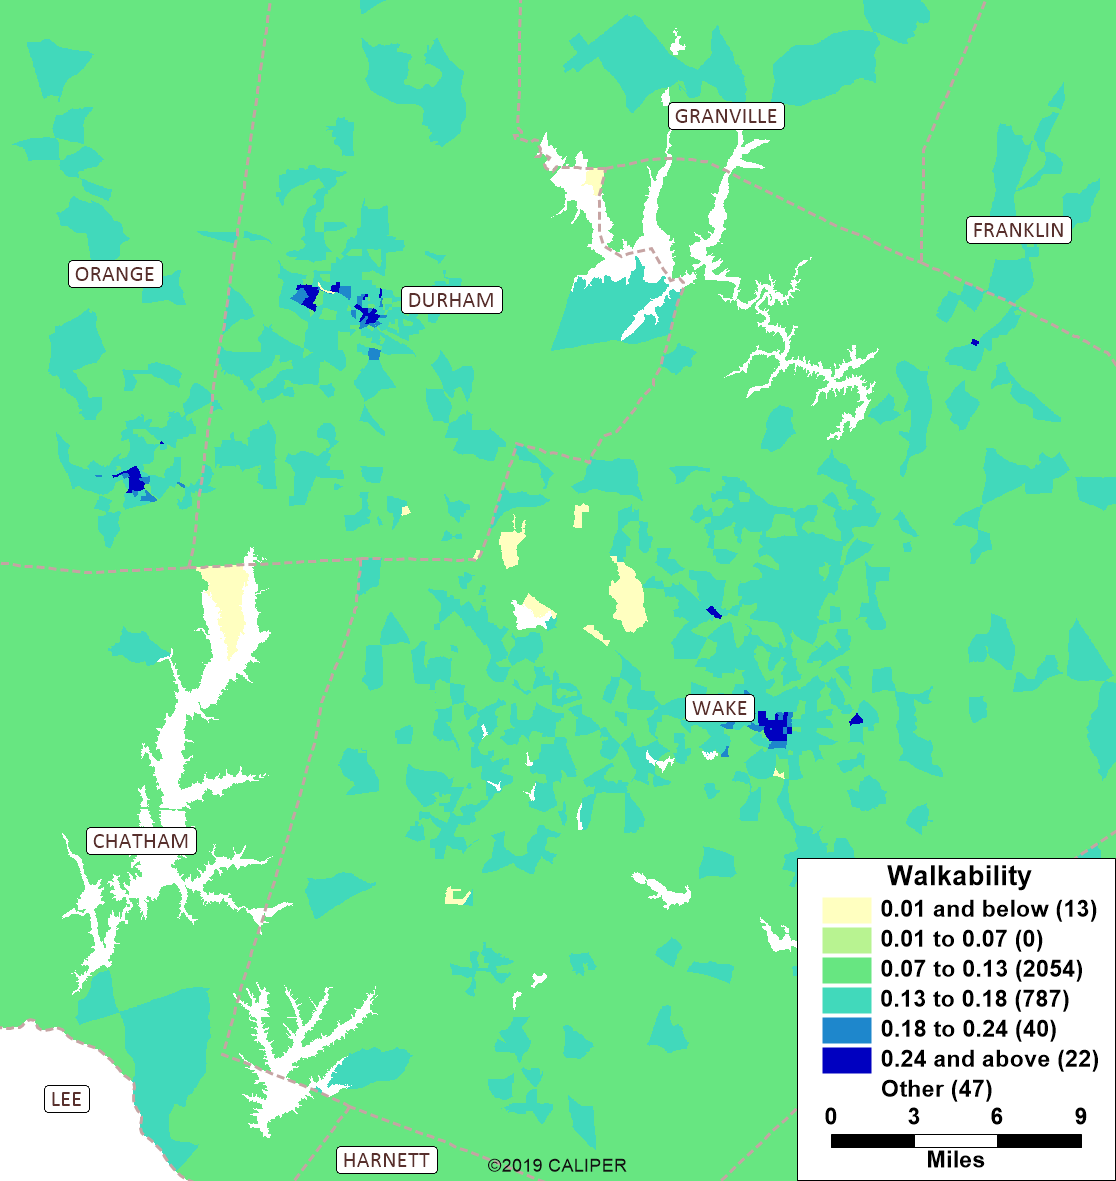 GRANVILLE
FRANKLIN
ORANGE
DURHAM
WAKE
CHATHAM
LEE
HARNETT
©2019 CALIPER
Walkability
0.01 and below (13)
0.01 to 0.07 (0)
0.07 to 0.13 (2054)
0.13 to 0.18 (787)
0.18 to 0.24 (40)
0.24 and above (22)
Other (47)
0 3 6 9
Miles